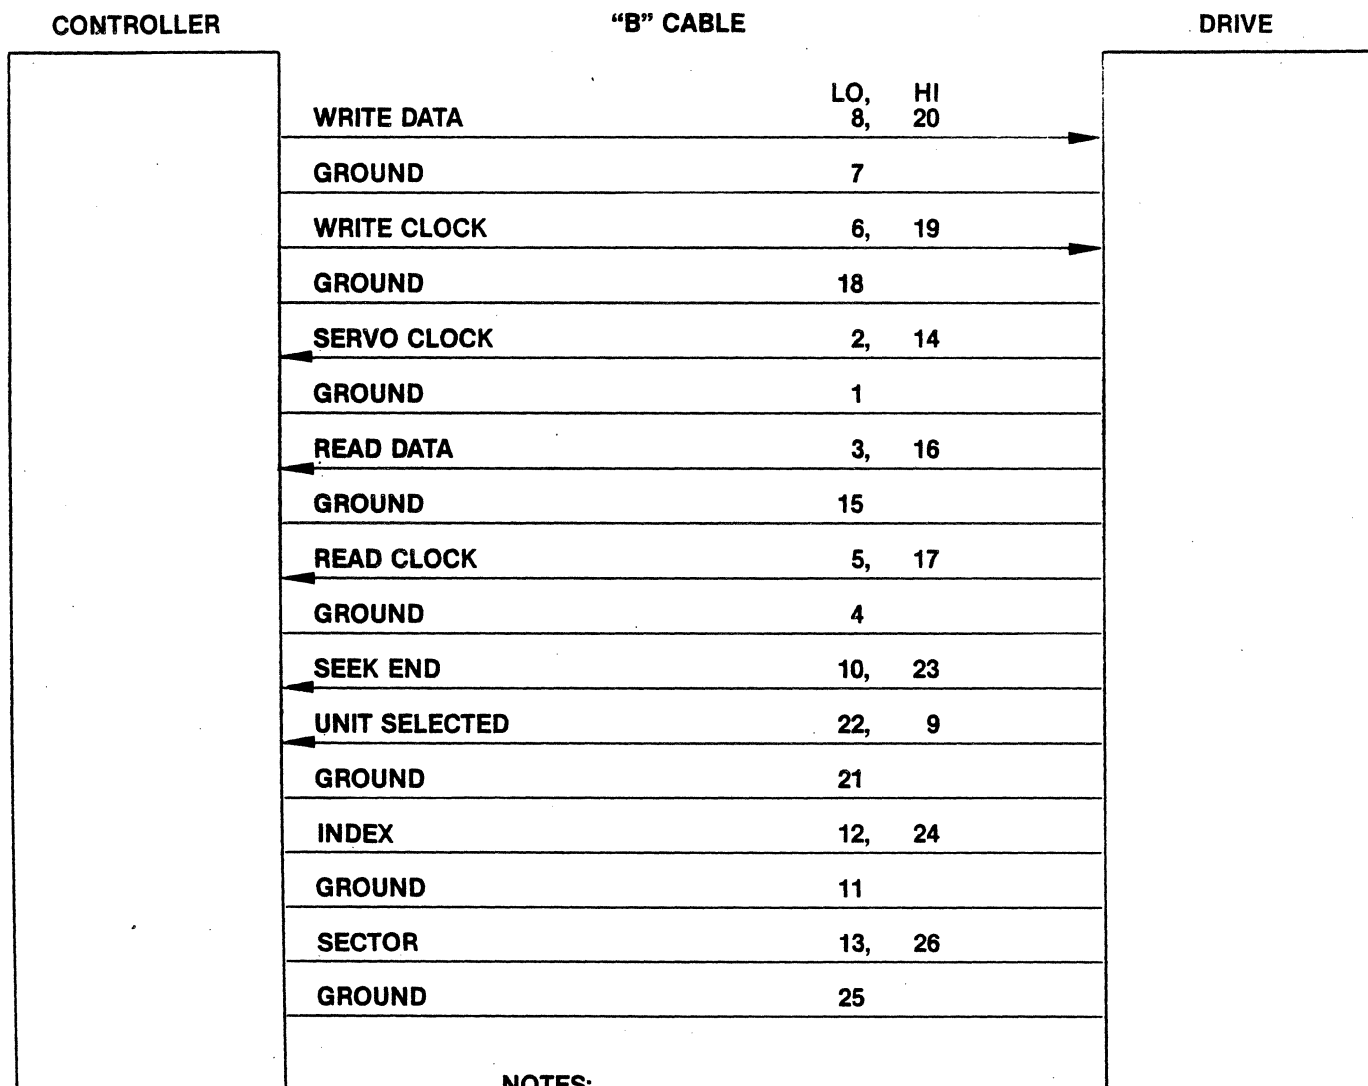 CONTROLLER “B” CABLE DRIVE
LO, HI
WRITE DATA 8, 20
GROUND 7
WRITE CLOCK 6, 19
GROUND 18
SERVO CLOCK 2, 14
GROUND 1
READ DATA 3, 16
GROUND 15
READ CLOCK 5, 17
GROUND 4
SEEK END 10, 23
UNIT SELECTED 22, 9
GROUND 21
INDEX 12, 24
GROUND 11
SECTOR 13, 26
GROUND 25
NOTES: